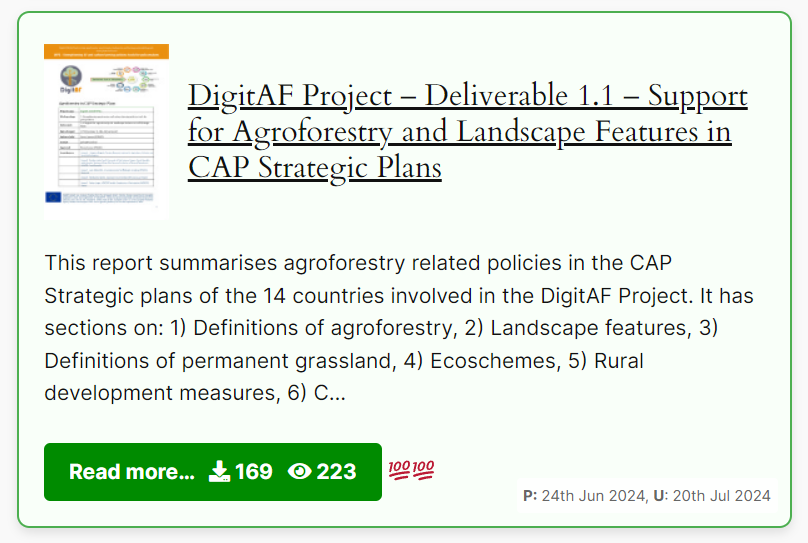 DigitAF
DigitAF Project – Deliverable 1.1 – Support
for Agroforestry and Landscape Features in
CAP Strategic Plans
This report summarises agroforestry related policies in the CAP
Strategic plans of the 14 countries involved in the DigitAF Project. It has
sections on: 1) Definitions of agroforestry, 2) Landscape features, 3)
Definitions of permanent grassland, 4) Ecoschemes, 5) Rural
development measures, 6) C...
Read more... 169 223 💯💯
P: 24th Jun 2024, U: 20th Jul 2024